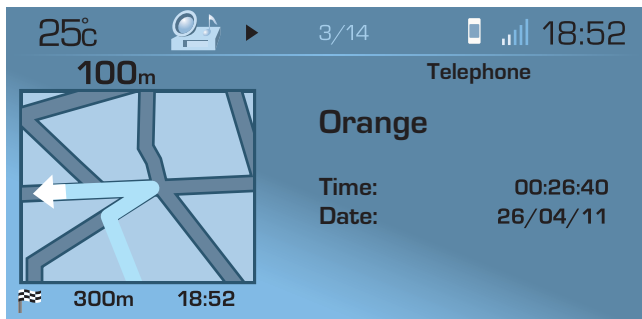 25°c 3/14 18:52
100m Telephone
Orange
Time: 00:26:40
Date: 26/04/11
300m 18:52